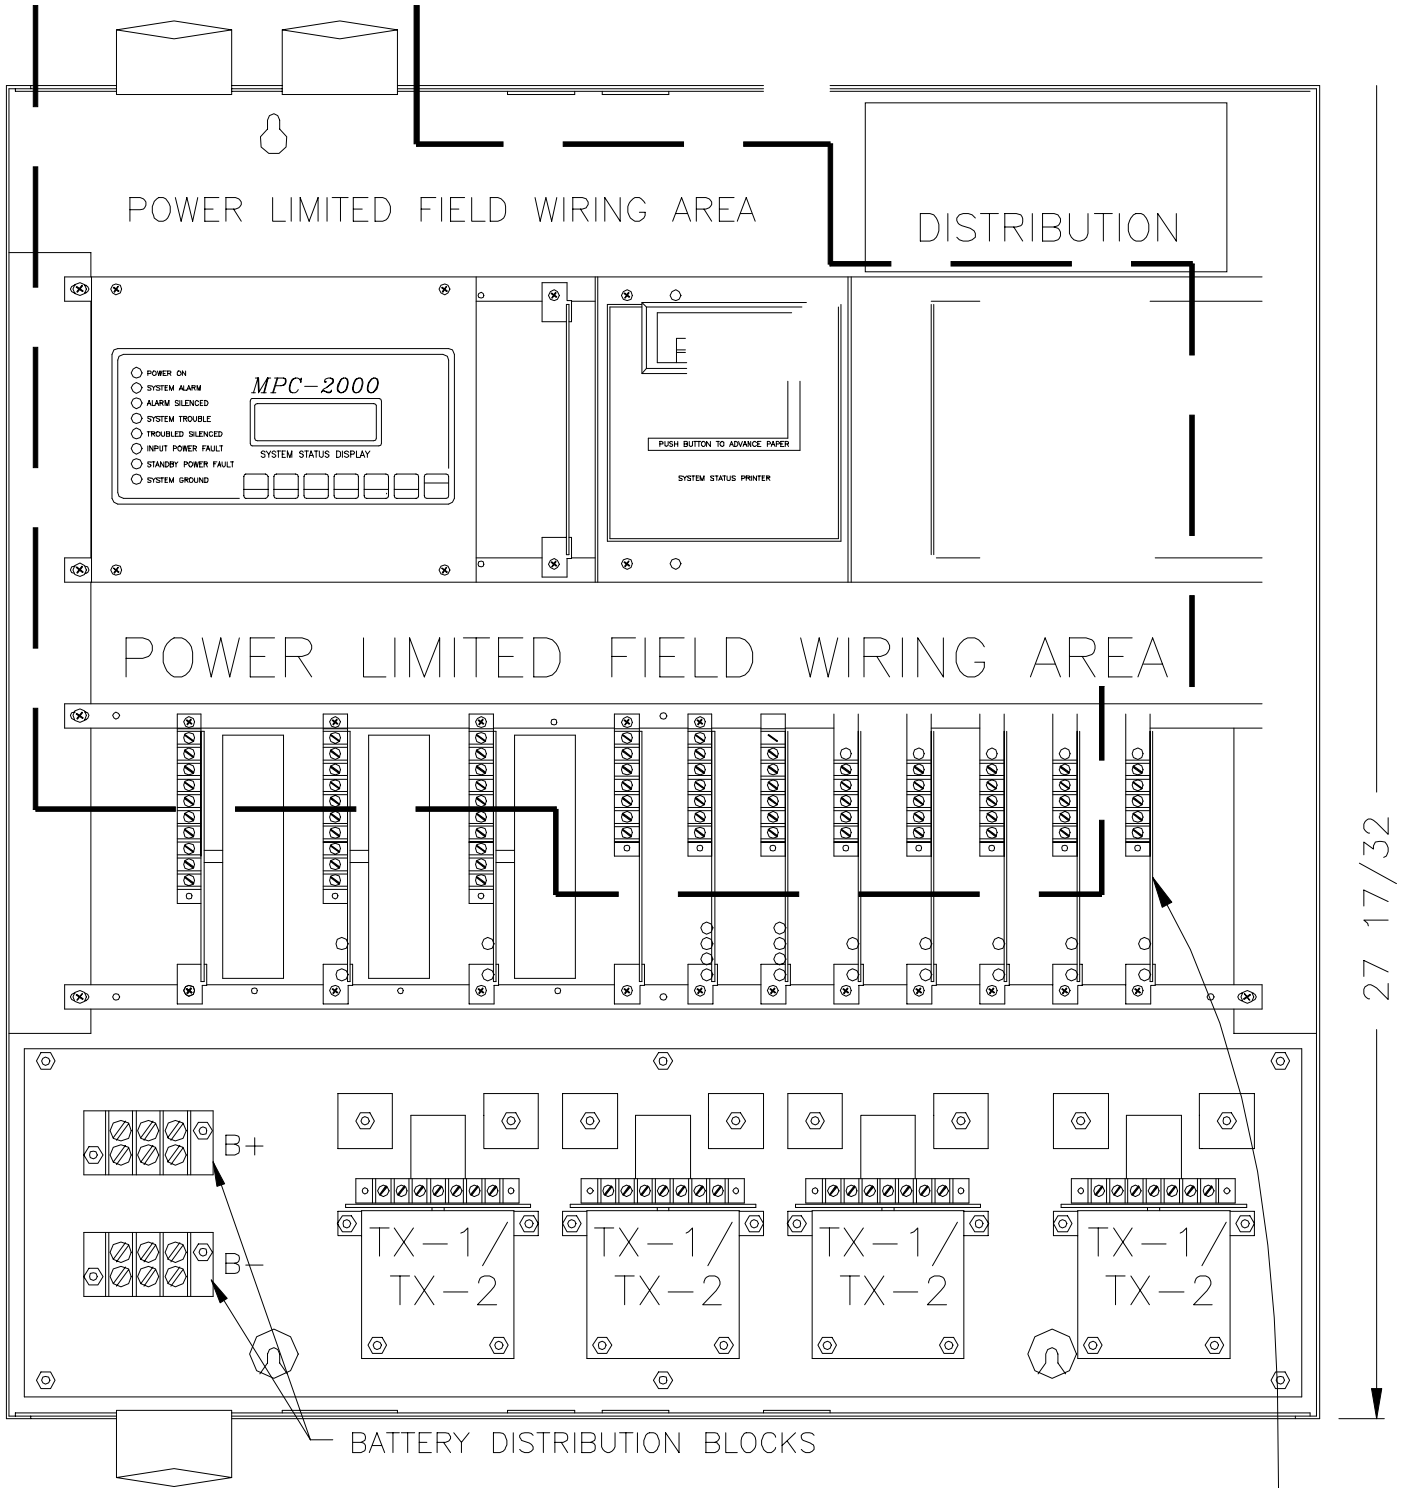 POWER LIMITED FIELD WIRING AREA
DISTRIBUTION
POWER ON
SYSTEM ALARM
ALARM SILENCED
SYSTEM TROUBLE
TROUBLED SILENCED
INPUT POWER FAULT
STANDBY POWER FAULT
SYSTEM GROUND
MPC-2000
SYSTEM STATUS DISPLAY
PUSH BUTTON TO ADVANCE PAPER
SYSTEM STATUS PRINTER
POWER LIMITED FIELD WIRING AREA
27 17/32
B+
B-
TX-1/
TX-2
TX-1/
TX-2
TX-1/
TX-2
TX-1/
TX-2
BATTERY DISTRIBUTION BLOCKS